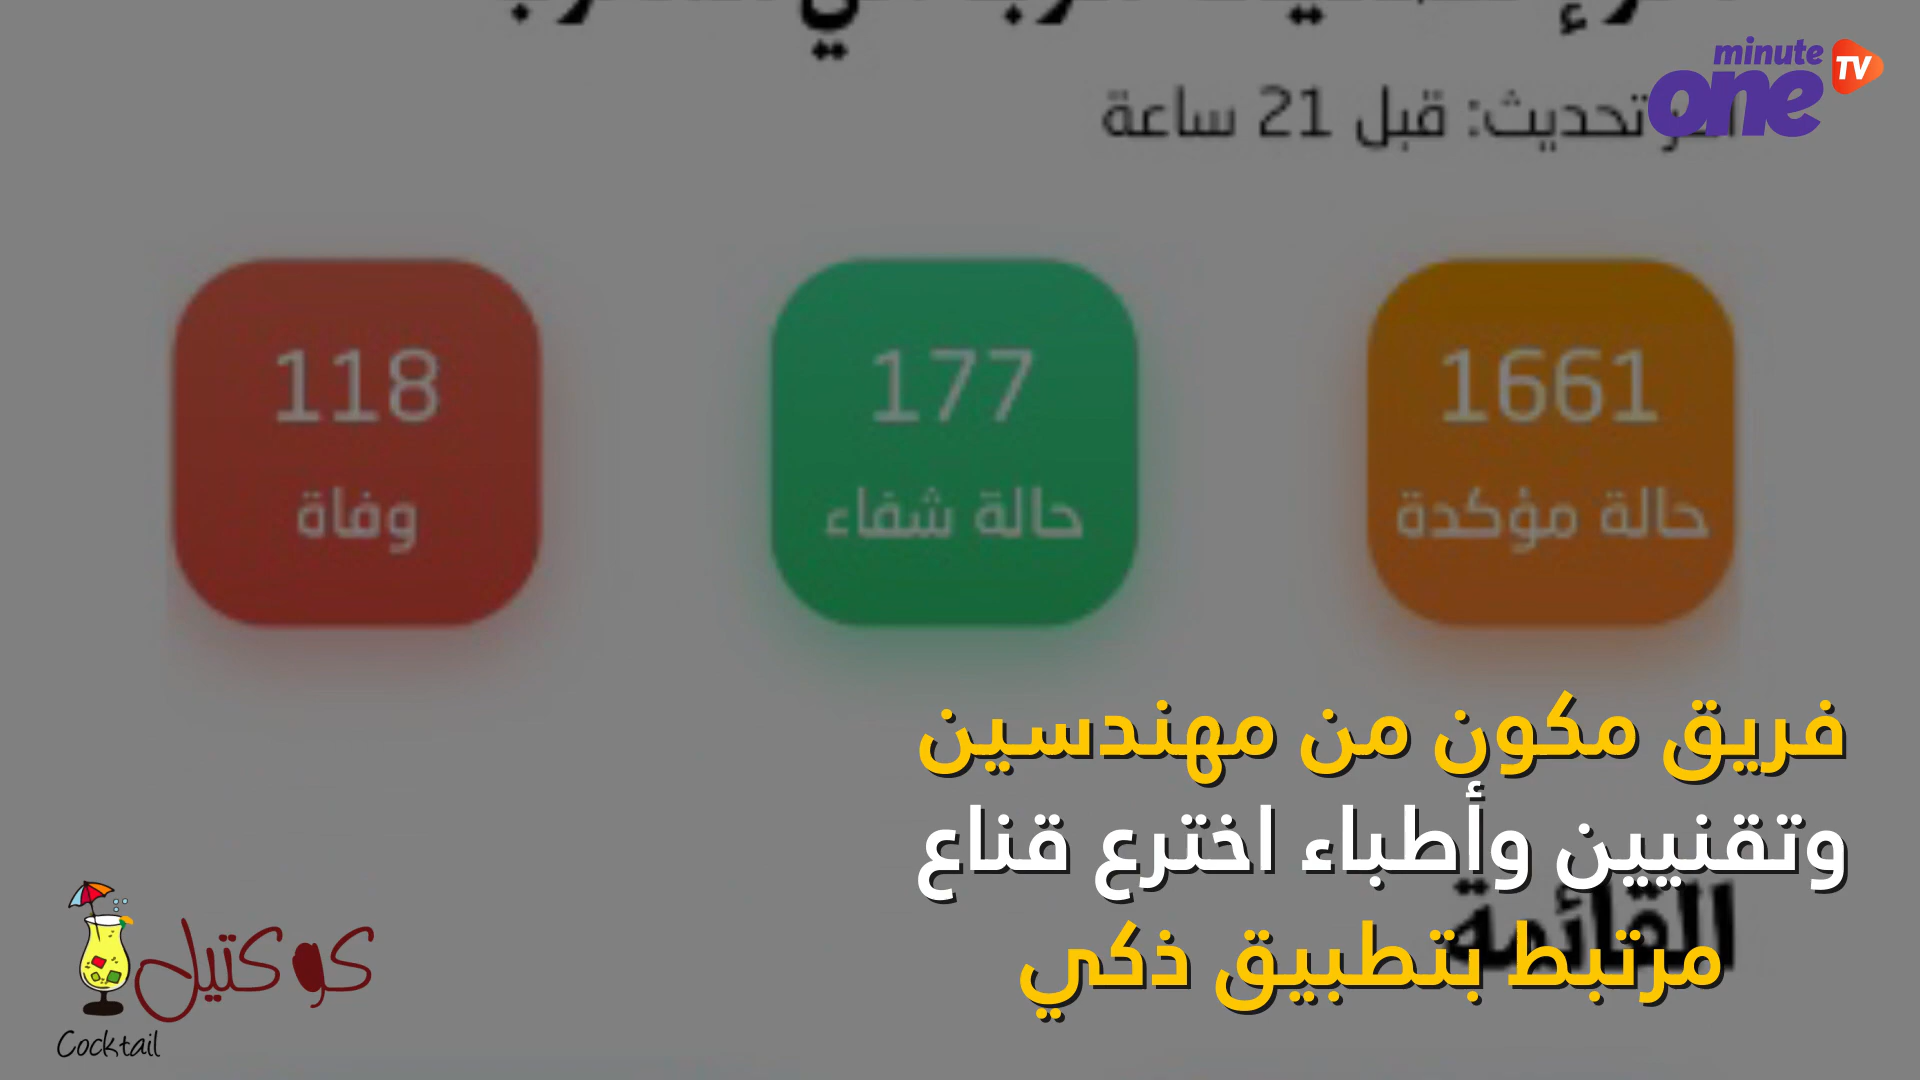 minute
one TV
تحديث: قبل 21 ساعة
1661
حالة مؤكدة
177
حالة شفاء
118
وفاة
فريق مكون من مهندسين
وتقنيين وأطباء اخترع قناع
القائمة
مرتبط بتطبيق ذكي
كوكتيل
Cocktail